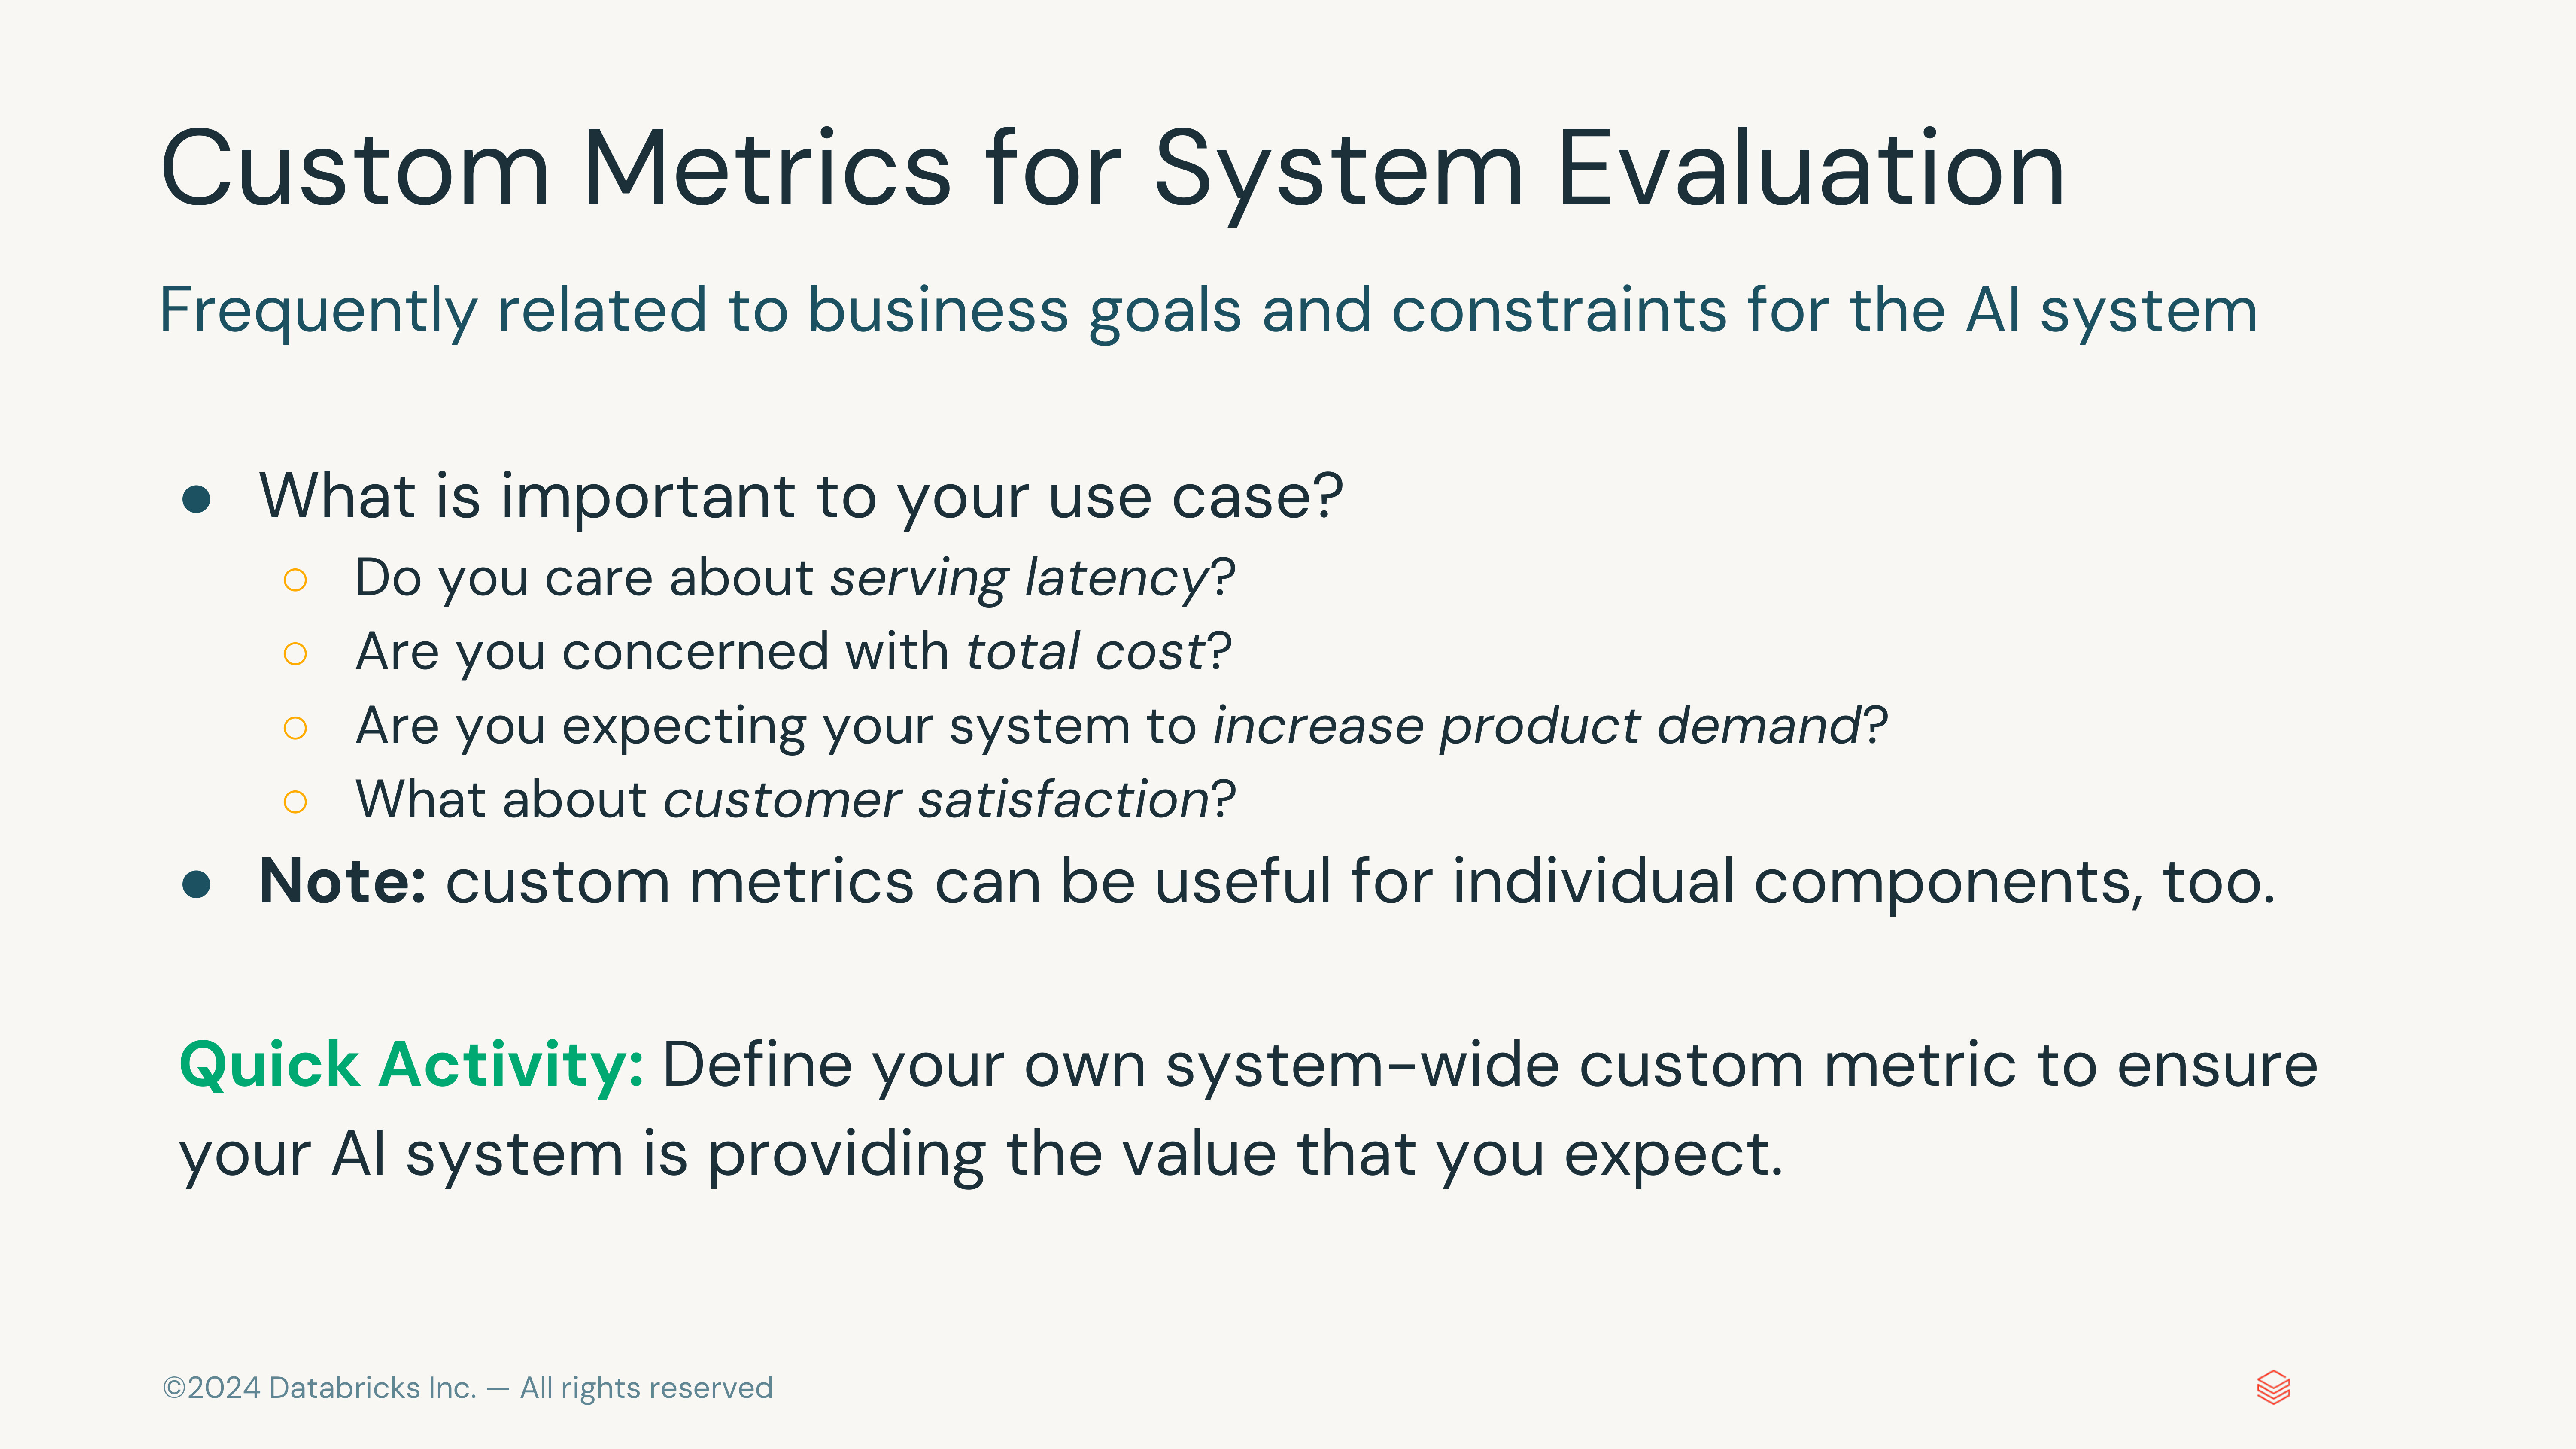 Custom Metrics for System Evaluation
Frequently related to business goals and constraints for the AI system
● What is important to your use case?
○ Do you care about serving latency?
○ Are you concerned with total cost?
○ Are you expecting your system to increase product demand?
○ What about customer satisfaction?
● Note: custom metrics can be useful for individual components, too.
Quick Activity: Define your own system-wide custom metric to ensure
your AI system is providing the value that you expect.
©2024 Databricks Inc. — All rights reserved